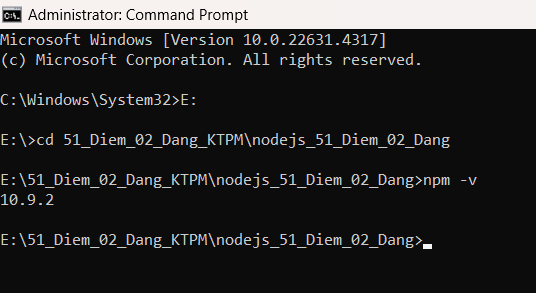 Administrator: Command Prompt
Microsoft Windows [Version 10.0.22631.4317]
(c) Microsoft Corporation. All rights reserved.
C:\Windows\System32>E:
E:\>cd 51_Diem_02_Dang_KTPM\nodejs_51_Diem_02_Dang
E:\51_Diem_02_Dang_KTPM\nodejs_51_Diem_02_Dang>npm -v
10.9.2
E:\51_Diem_02_Dang_KTPM\nodejs_51_Diem_02_Dang>